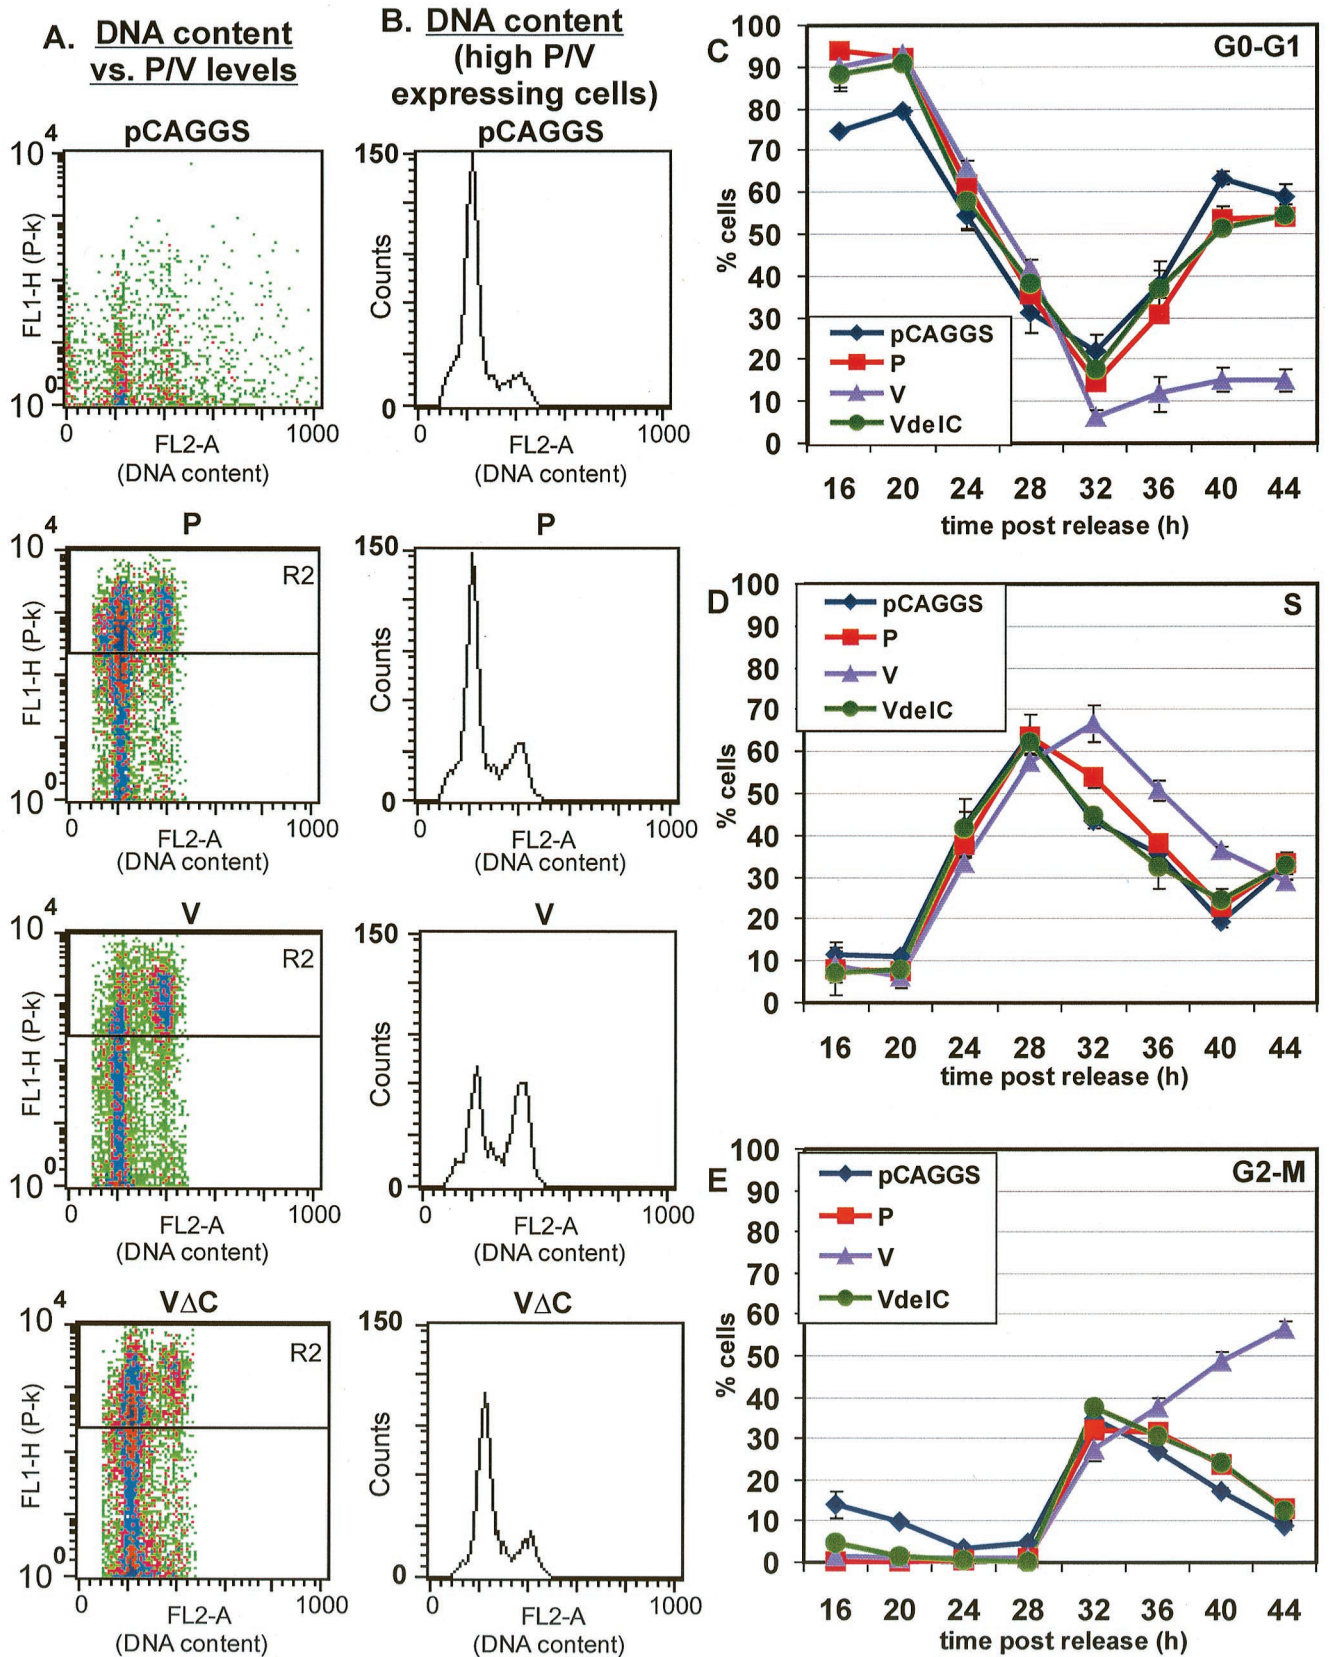 A. DNA content
vs. P/V levels
pCAGGS
10 4
FL1-H (P-k)
10 0
0 1000
FL2-A
(DNA content)
P
10 4
R2
FL1-H (P-k)
10 0
0 1000
FL2-A
(DNA content)
V
10 4
R2
FL1-H (P-k)
10 0
0 1000
FL2-A
(DNA content)
VΔC
10 4
R2
FL1-H (P-k)
10 0
0 1000
FL2-A
(DNA content)
B. DNA content
(high P/V
expressing cells)
pCAGGS
150
Counts
0
0 1000
FL2-A
(DNA content)
P
150
Counts
0
0 1000
FL2-A
(DNA content)
V
150
Counts
0
0 1000
FL2-A
(DNA content)
VΔC
150
Counts
0
0 1000
FL2-A
(DNA content)
C
G0-G1
100
90
80
70
60
50
40
30
20
10
0
% cells
pCAGGS
P
V
VdelC
16 20 24 28 32 36 40 44
time post release (h)
D
S
100
90
80
70
60
50
40
30
20
10
0
% cells
pCAGGS
P
V
VdelC
16 20 24 28 32 36 40 44
time post release (h)
E
G2-M
100
90
80
70
60
50
40
30
20
10
0
% cells
pCAGGS
P
V
VdelC
16 20 24 28 32 36 40 44
time post release (h)